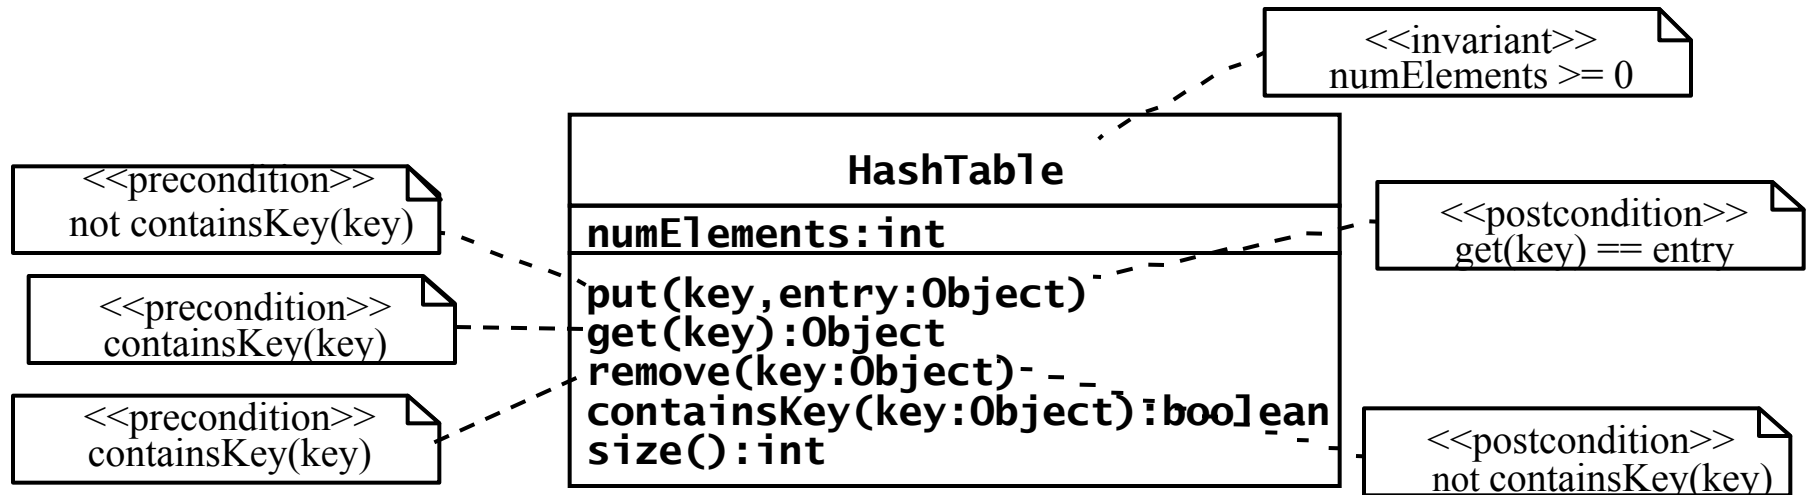 <<invariant>>
numElements >= 0
HashTable
<<precondition>>
not containsKey(key)
numElements:int
<<postcondition>>
get(key) == entry
put(key,entry:Object)
<<precondition>>
containsKey(key)
get(key):Object
remove(key:Object)
<<precondition>>
containsKey(key)
containsKey(key:Object):boolean
size():int
<<postcondition>>
not containsKey(key)